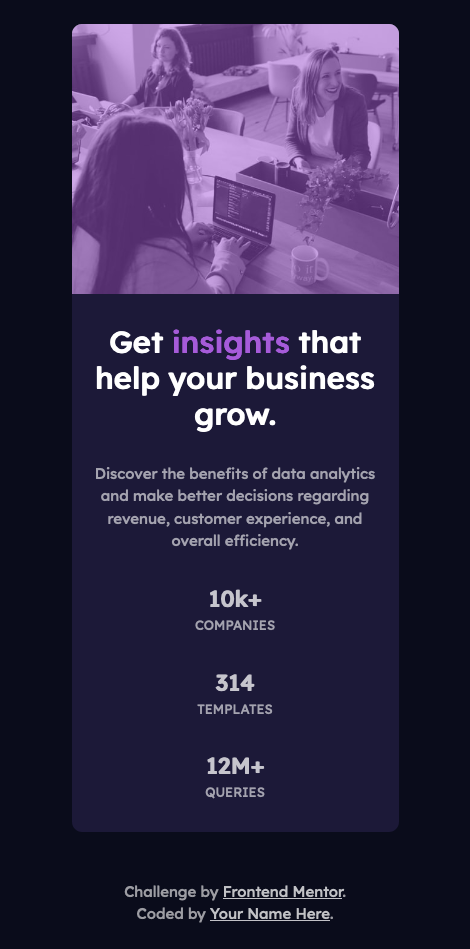 Get insights that
help your business
grow.
Discover the benefits of data analytics
and make better decisions regarding
revenue, customer experience, and
overall efficiency.
10k+
COMPANIES
314
TEMPLATES
12M+
QUERIES
Challenge by Frontend Mentor.
Coded by Your Name Here.